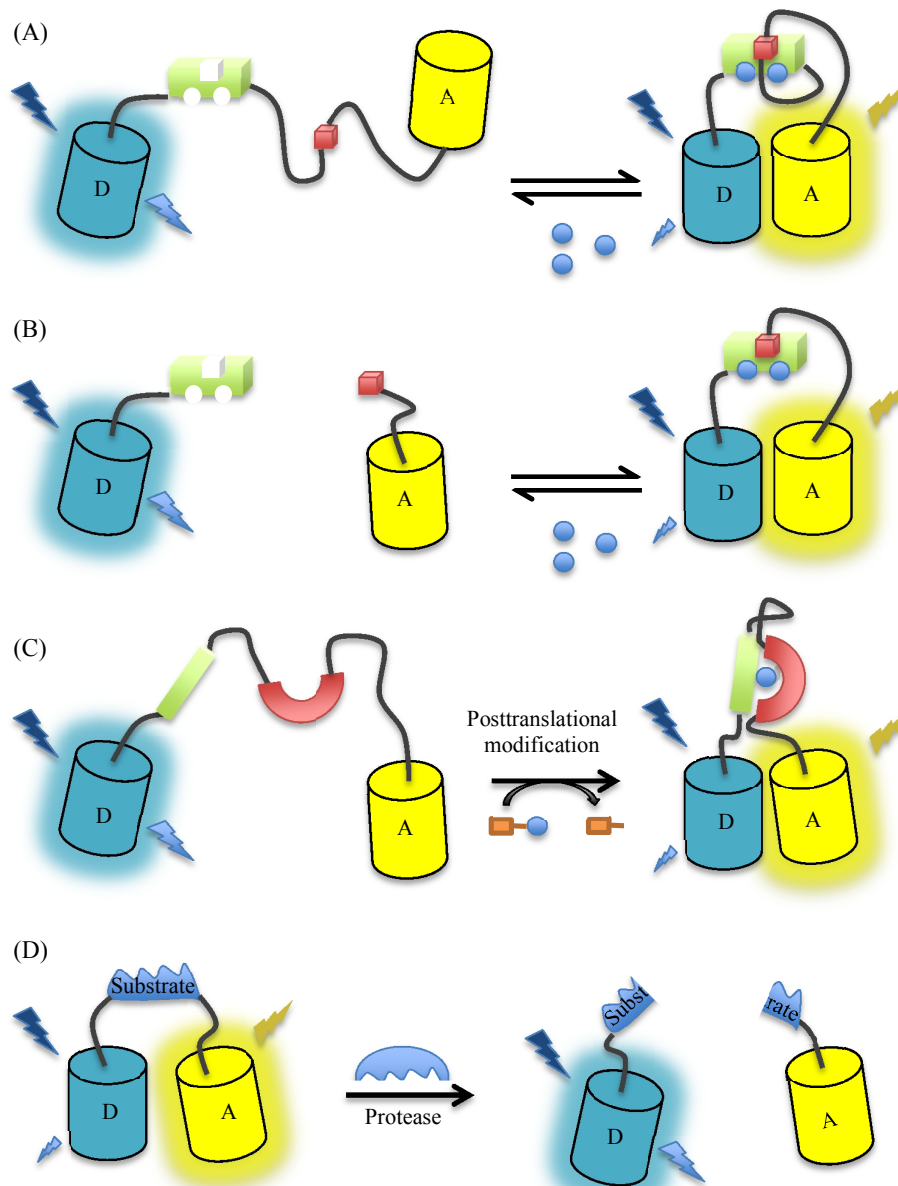 (A)
D
A
D
A
(B)
D
A
D
A
(C)
D
A
Posttranslational
modification
D
A
(D)
Substrate
D
A
Protease
Subst
rate
D
A